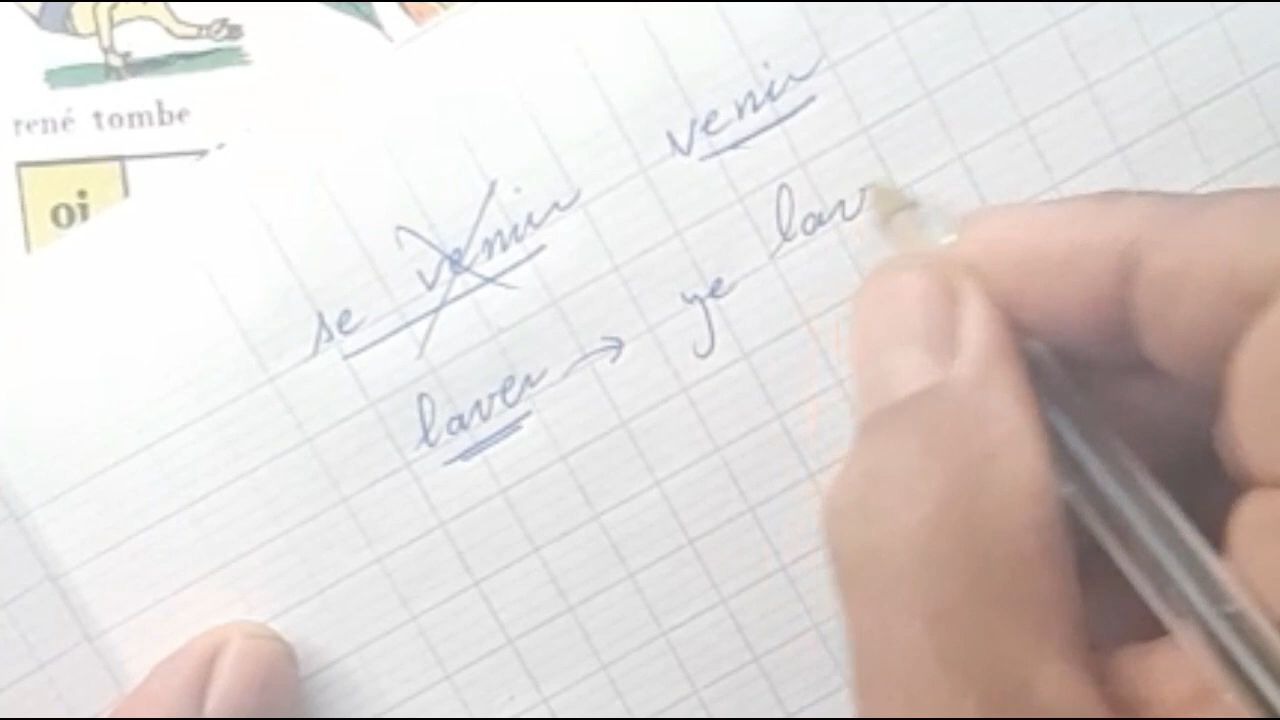 rené tombe
oi
venir
se venir
laver → je lav